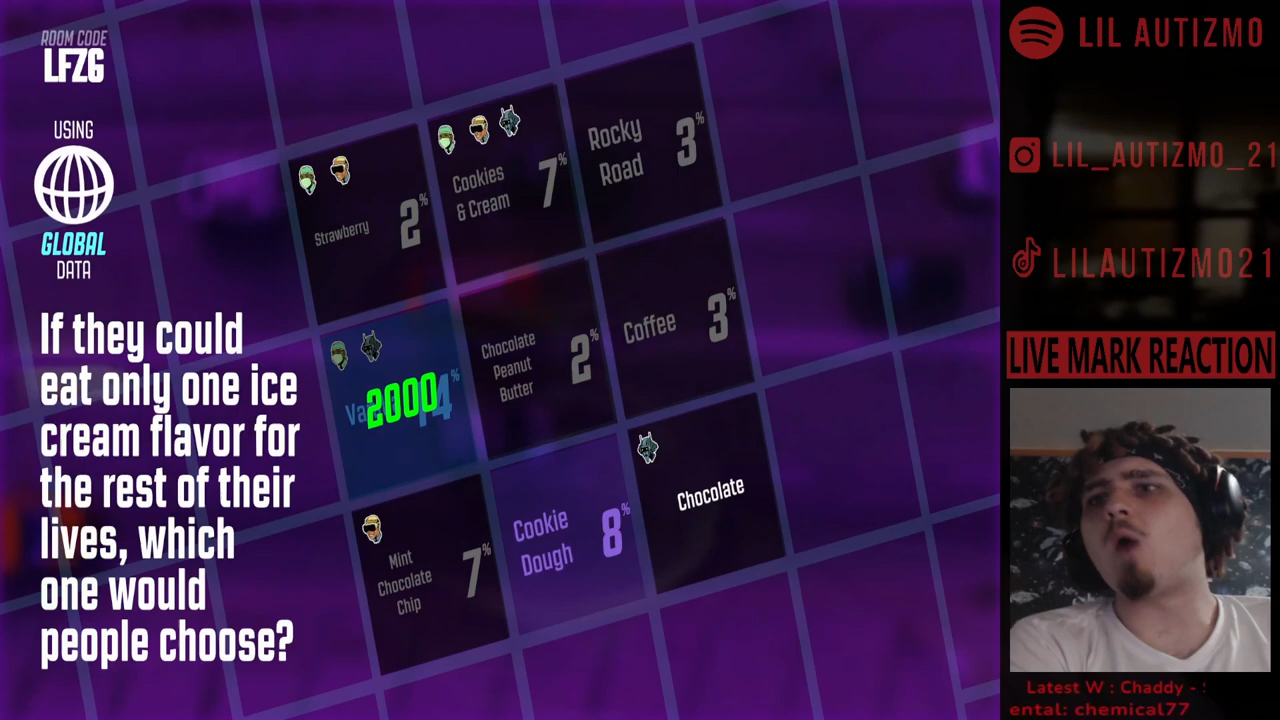 ROOM CODE
LFZG
USING
GLOBAL
DATA
If they could
eat only one ice
cream flavor for
the rest of their
lives, which
one would
people choose?
Strawberry
2%
Cookies
& Cream
7%
Rocky
Road
3%
2000
%
Chocolate
Peanut
Butter
2%
Coffee
3%
Mint
Chocolate
Chip
7%
Cookie
Dough
8%
Chocolate
LIL AUTIZMO
LIL_AUTIZMO_21
LILAUTIZMO21
LIVE MARK REACTION
Latest W : Chaddy -
ental: chemical77